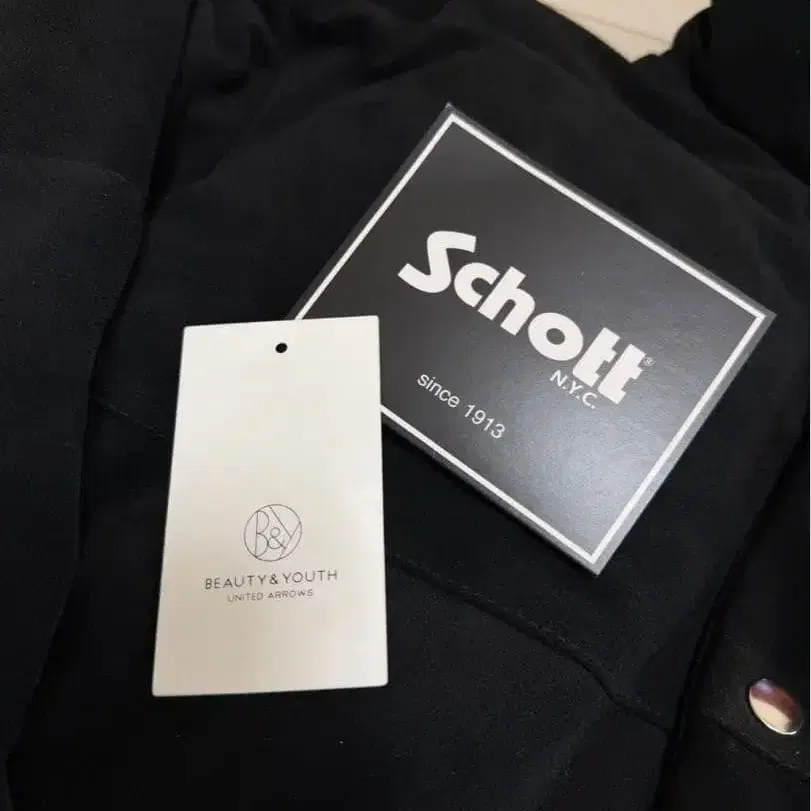 Schott®
N.Y.C.
since 1913
B&Y
BEAUTY&YOUTH
UNITED ARROWS